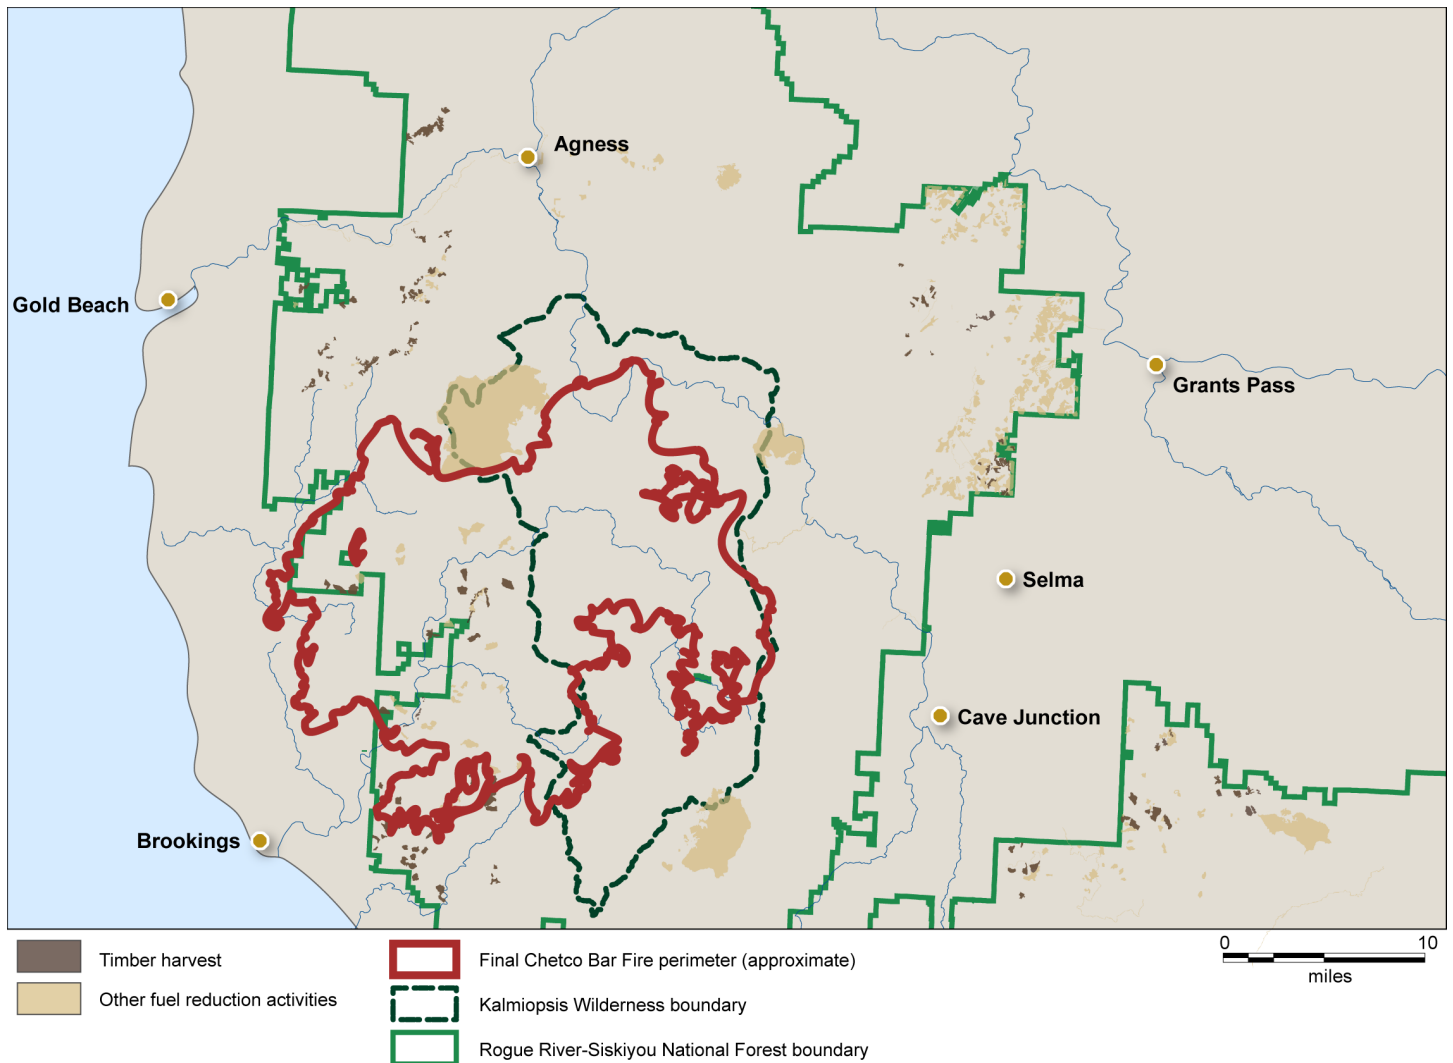 Agness
Gold Beach
Grants Pass
Selma
Cave Junction
Brookings
0 10
miles
Timber harvest
Other fuel reduction activities
Final Chetco Bar Fire perimeter (approximate)
Kalmiopsis Wilderness boundary
Rogue River-Siskiyou National Forest boundary